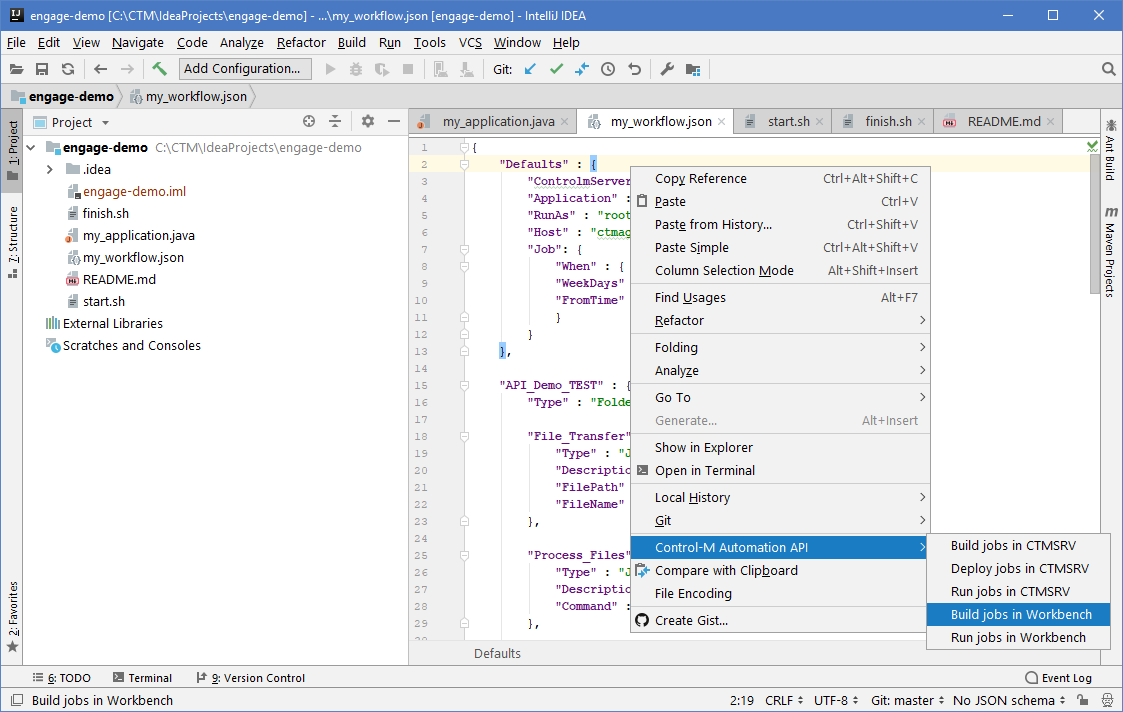 engage-demo [C:\CTM\IdeaProjects\engage-demo] - ...\my_workflow.json [engage-demo] - IntelliJ IDEA
File Edit View Navigate Code Analyze Refactor Build Run Tools VCS Window Help
Add Configuration... Git:
engage-demo my_workflow.json
1: Project
7: Structure
2: Favorites
Project
engage-demo C:\CTM\IdeaProjects\engage-demo
.idea
engage-demo.iml
finish.sh
my_application.java
my_workflow.json
README.md
start.sh
External Libraries
Scratches and Consoles
my_application.java my_workflow.json start.sh finish.sh README.md
1 {
2 "Defaults" : {
3 "ControlmServer
4 "Application" :
5 "RunAs" : "root
6 "Host" : "ctmag
7 "Job": {
8 "When" : {
9 "WeekDays"
10 "FromTime"
11 }
12 }
13 },
14
15 "API_Demo_TEST" : {
16 "Type" : "Folde
17
18 "File_Transfer"
19 "Type" : "J
20 "Descriptio
21 "FilePath"
22 "FileName"
23 },
24
25 "Process_Files"
26 "Type" : "J
27 "Descriptio
28 "Command" :
29 },
30
Copy Reference Ctrl+Alt+Shift+C
Paste Ctrl+V
Paste from History... Ctrl+Shift+V
Paste Simple Ctrl+Alt+Shift+V
Column Selection Mode Alt+Shift+Insert
Find Usages Alt+F7
Refactor
Folding
Analyze
Go To
Generate... Alt+Insert
Show in Explorer
Open in Terminal
Local History
Git
Control-M Automation API
Compare with Clipboard
File Encoding
Create Gist...
Build jobs in CTMSRV
Deploy jobs in CTMSRV
Run jobs in CTMSRV
Build jobs in Workbench
Run jobs in Workbench
Ant Build
m Maven Projects
Defaults
6: TODO Terminal 9: Version Control Event Log
Build jobs in Workbench 2:19 CRLF UTF-8 Git: master No JSON schema